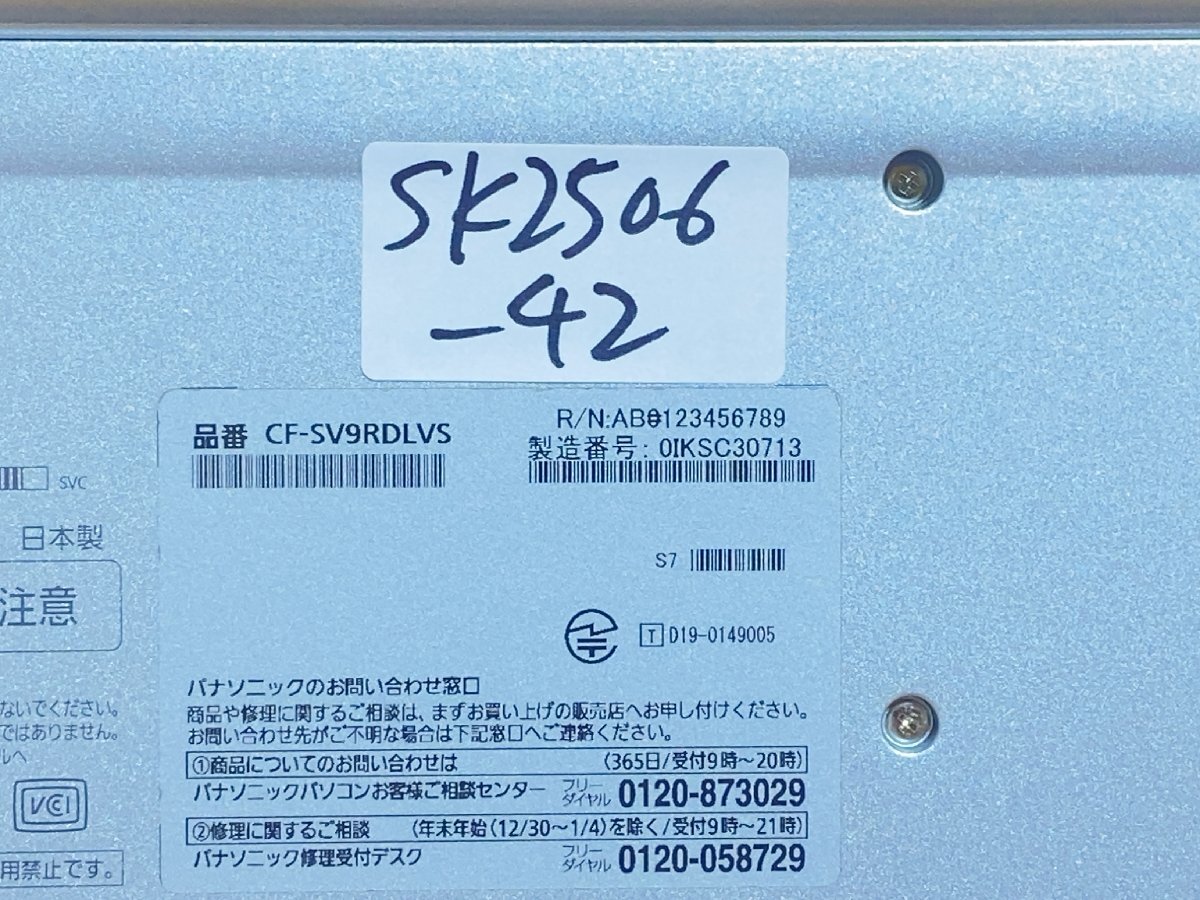 SK2506
-42
品番 CF-SV9RDLVS
R/N:AB0123456789
製造番号: 0IKSC30713
SVC
日本製
S7
注意
T D19-0149005
パナソニックのお問い合わせ窓口
商品や修理に関するご相談は、まずお買い上げの販売店へお申し付けください。
お問い合わせ先がご不明な場合は下記窓口へご連絡ください。
①商品についてのお問い合わせは (365日/受付9時～20時)
パナソニックパソコンお客様ご相談センター フリーダイヤル 0120-873029
②修理に関するご相談 (年末年始(12/30～1/4)を除く/受付9時～21時)
パナソニック修理受付デスク フリーダイヤル 0120-058729
ないでください。
ではありません。
ルへ
VCI
用禁止です。